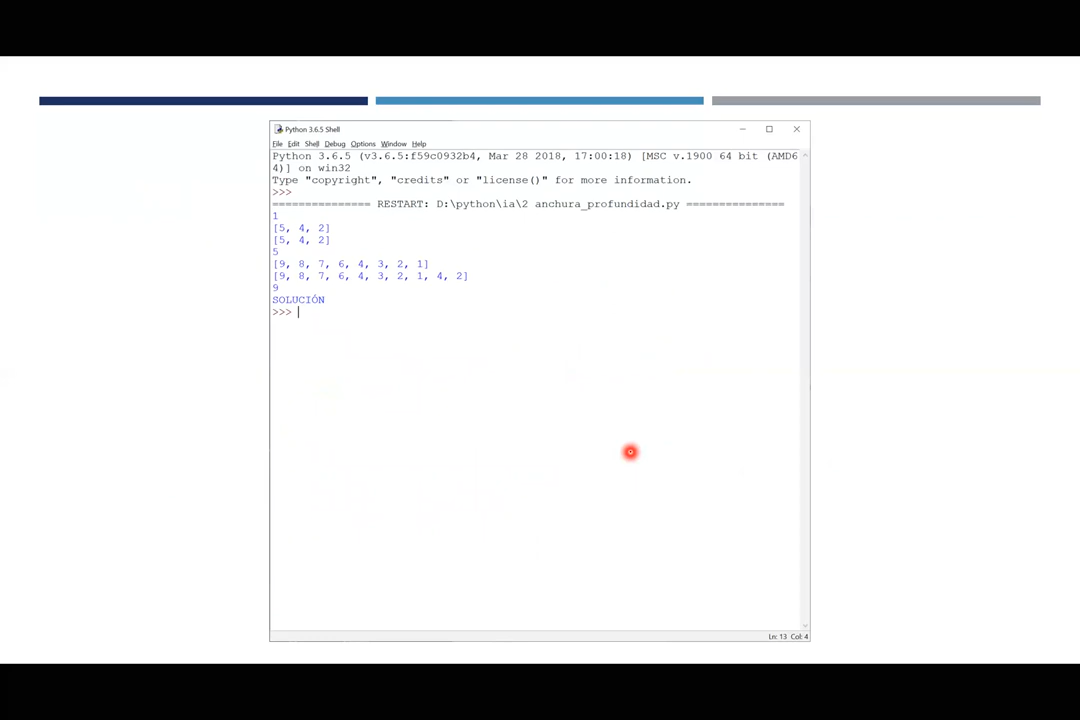 Python 3.6.5 Shell
File Edit Shell Debug Options Window Help
Python 3.6.5 (v3.6.5:f59c0932b4, Mar 28 2018, 17:00:18) [MSC v.1900 64 bit (AMD6
4)] on win32
Type "copyright", "credits" or "license()" for more information.
>>>
=============== RESTART: D:\python\ia\2 anchura_profundidad.py ===============
1
[5, 4, 2]
[5, 4, 2]
5
[9, 8, 7, 6, 4, 3, 2, 1]
[9, 8, 7, 6, 4, 3, 2, 1, 4, 2]
9
SOLUCIÓN
>>>
Ln: 13 Col: 4